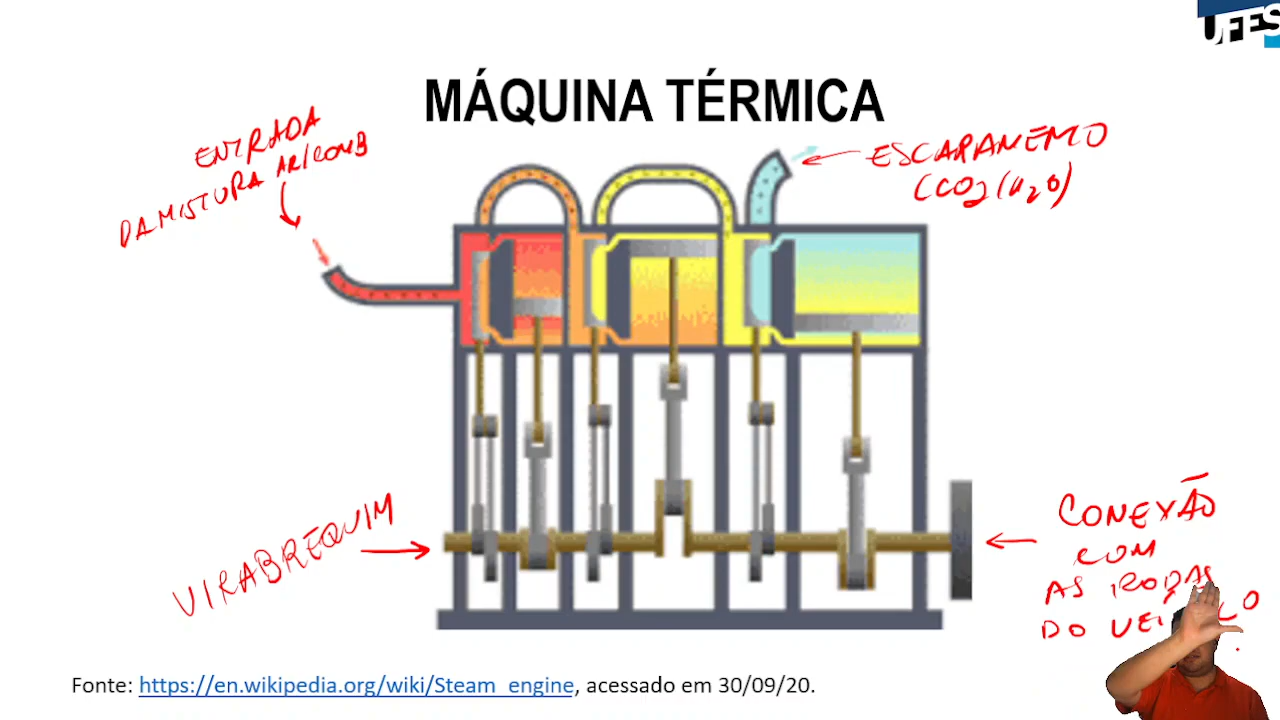 UFES
MÁQUINA TÉRMICA
ENTRADA
DA MISTURA AR/COMB
ESCAPAMENTO
(CO2(H2O)
VIRABREQUIM
CONEXÃO
COM
AS RODAS
DO
Fonte: https://en.wikipedia.org/wiki/Steam_engine, acessado em 30/09/20.